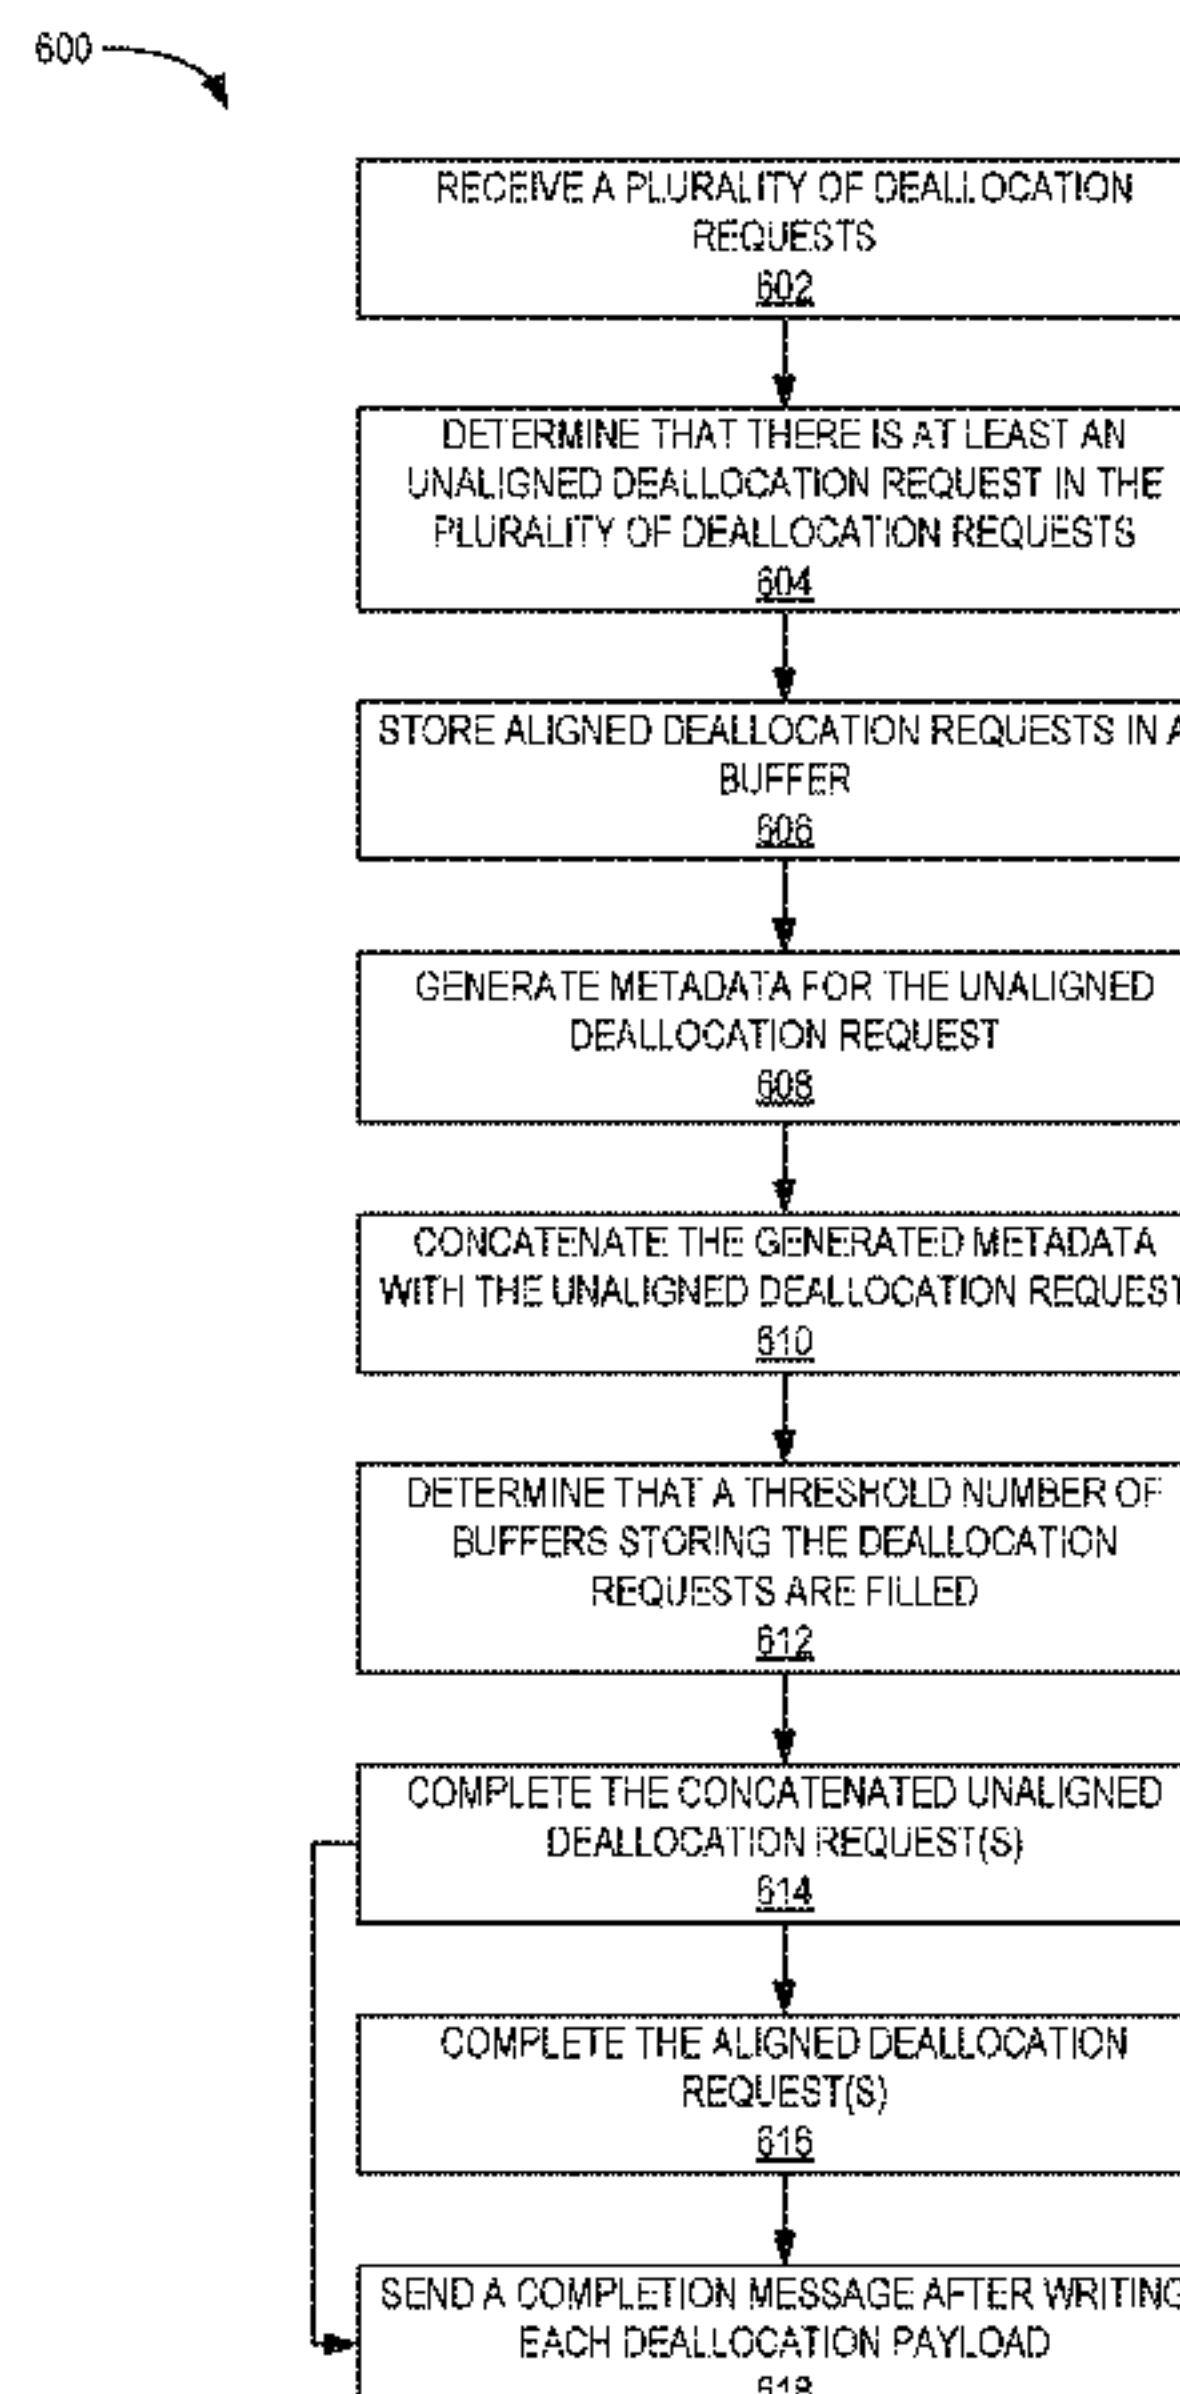 600
RECEIVE A PLURALITY OF DEALLOCATION
REQUESTS
602
DETERMINE THAT THERE IS AT LEAST AN
UNALIGNED DEALLOCATION REQUEST IN THE
PLURALITY OF DEALLOCATION REQUESTS
604
STORE ALIGNED DEALLOCATION REQUESTS IN A
BUFFER
606
GENERATE METADATA FOR THE UNALIGNED
DEALLOCATION REQUEST
608
CONCATENATE THE GENERATED METADATA
WITH THE UNALIGNED DEALLOCATION REQUEST
610
DETERMINE THAT A THRESHOLD NUMBER OF
BUFFERS STORING THE DEALLOCATION
REQUESTS ARE FILLED
612
COMPLETE THE CONCATENATED UNALIGNED
DEALLOCATION REQUEST(S)
614
COMPLETE THE ALIGNED DEALLOCATION
REQUEST(S)
616
SEND A COMPLETION MESSAGE AFTER WRITING
EACH DEALLOCATION PAYLOAD
618